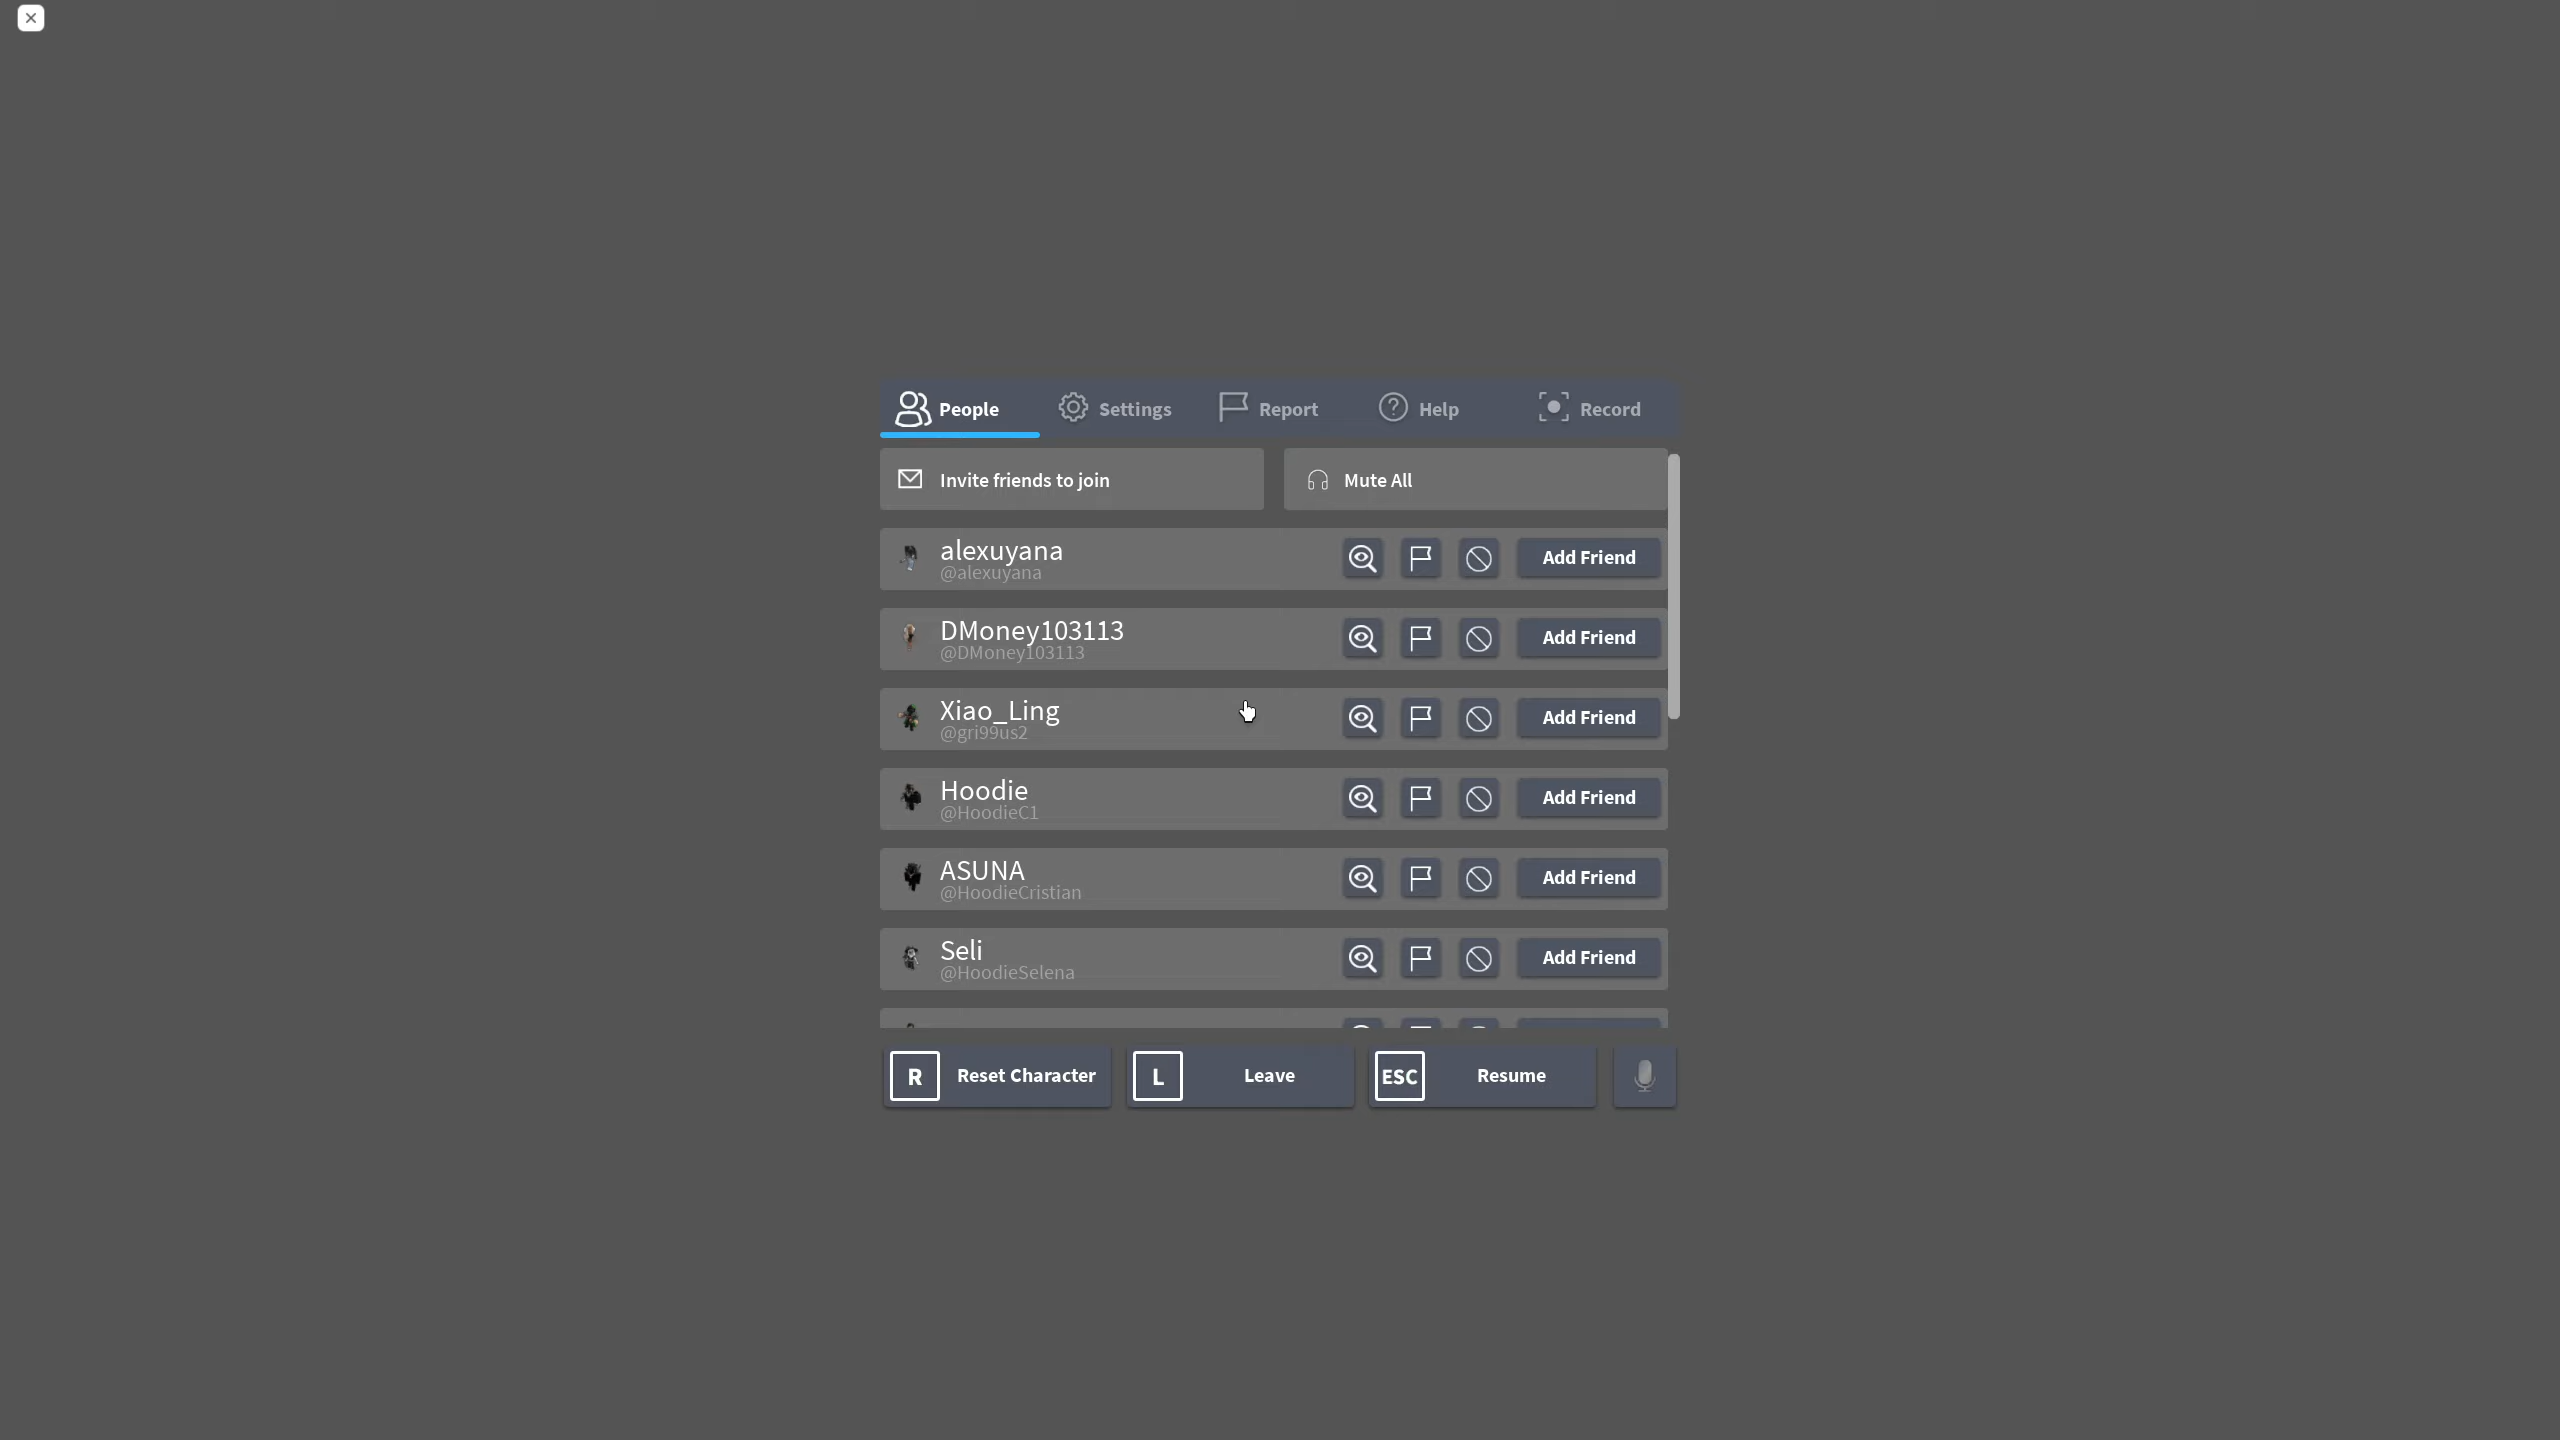 People
Settings
Report
Help
Record
Invite friends to join
Mute All
alexuyana
@alexuyana
Add Friend
DMoney103113
@DMoney103113
Add Friend
Xiao_Ling
@gri99us2
Add Friend
Hoodie
@HoodieC1
Add Friend
ASUNA
@HoodieCristian
Add Friend
Seli
@HoodieSelena
Add Friend
R
Reset Character
L
Leave
ESC
Resume